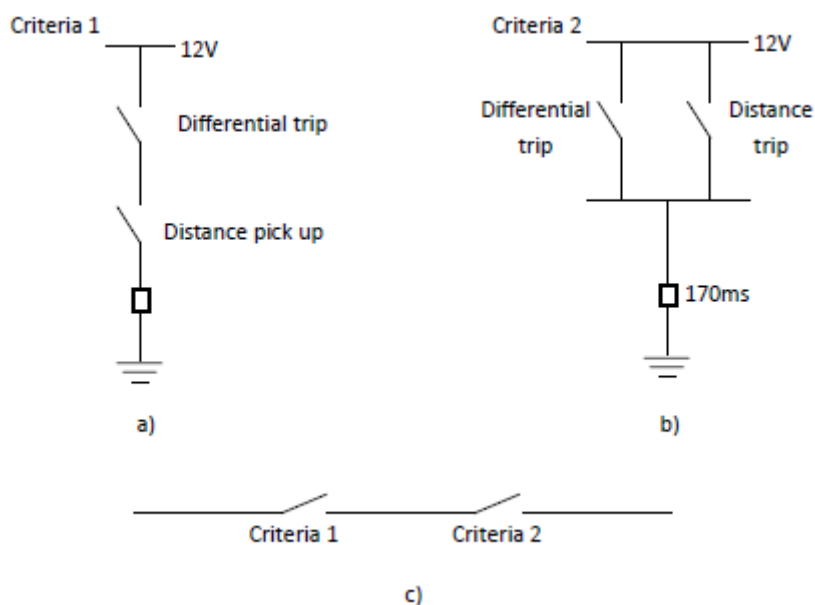 Criteria 1
12V
Differential trip
Distance pick up
a)
Criteria 2
12V
Differential
trip
Distance
trip
170ms
b)
Criteria 1
Criteria 2
c)